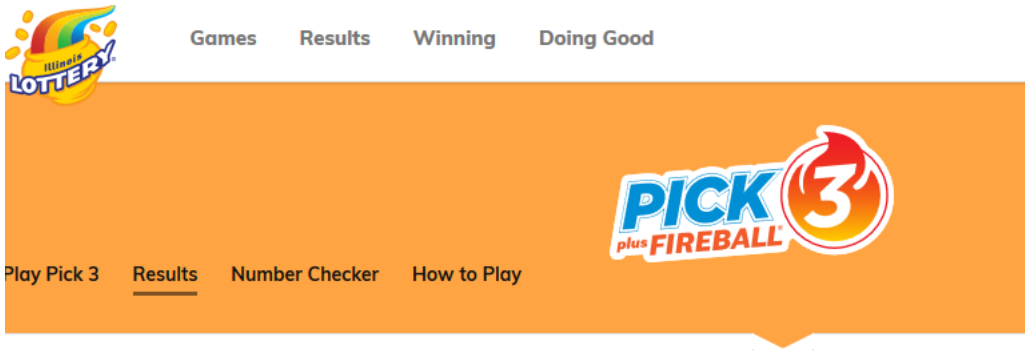 Illinois
LOTTERY
Games Results Winning Doing Good
PICK 3
plus FIREBALL
Play Pick 3 Results Number Checker How to Play